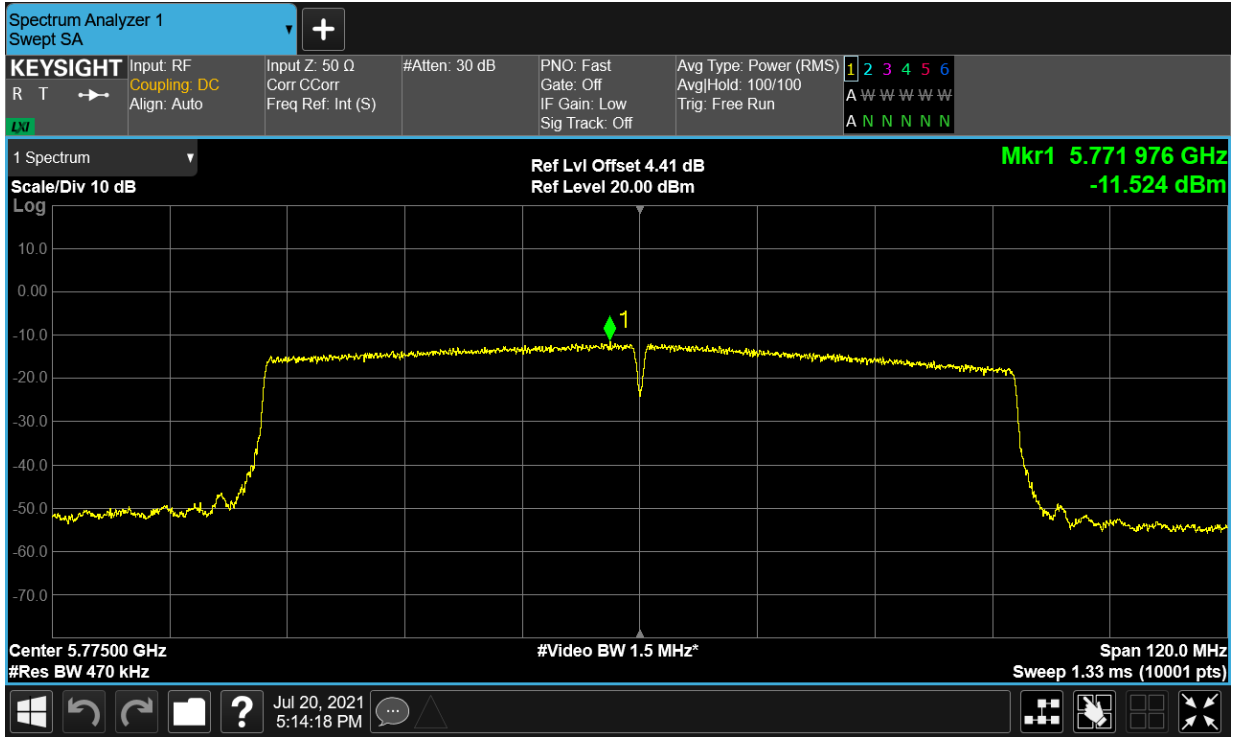 Spectrum Analyzer 1
Swept SA
+
KEYSIGHT
R T
LXI
Input: RF
Coupling: DC
Align: Auto
Input Z: 50 Ω
Corr CCorr
Freq Ref: Int (S)
#Atten: 30 dB
PNO: Fast
Gate: Off
IF Gain: Low
Sig Track: Off
Avg Type: Power (RMS)
Avg|Hold: 100/100
Trig: Free Run
1 2 3 4 5 6
A W W W W W
A N N N N N
1 Spectrum
Scale/Div 10 dB
Log
Ref Lvl Offset 4.41 dB
Ref Level 20.00 dBm
Mkr1 5.771 976 GHz
-11.524 dBm
10.0
0.00
-10.0
-20.0
-30.0
-40.0
-50.0
-60.0
-70.0
1
Center 5.77500 GHz
#Res BW 470 kHz
#Video BW 1.5 MHz*
Span 120.0 MHz
Sweep 1.33 ms (10001 pts)
?
Jul 20, 2021
5:14:18 PM